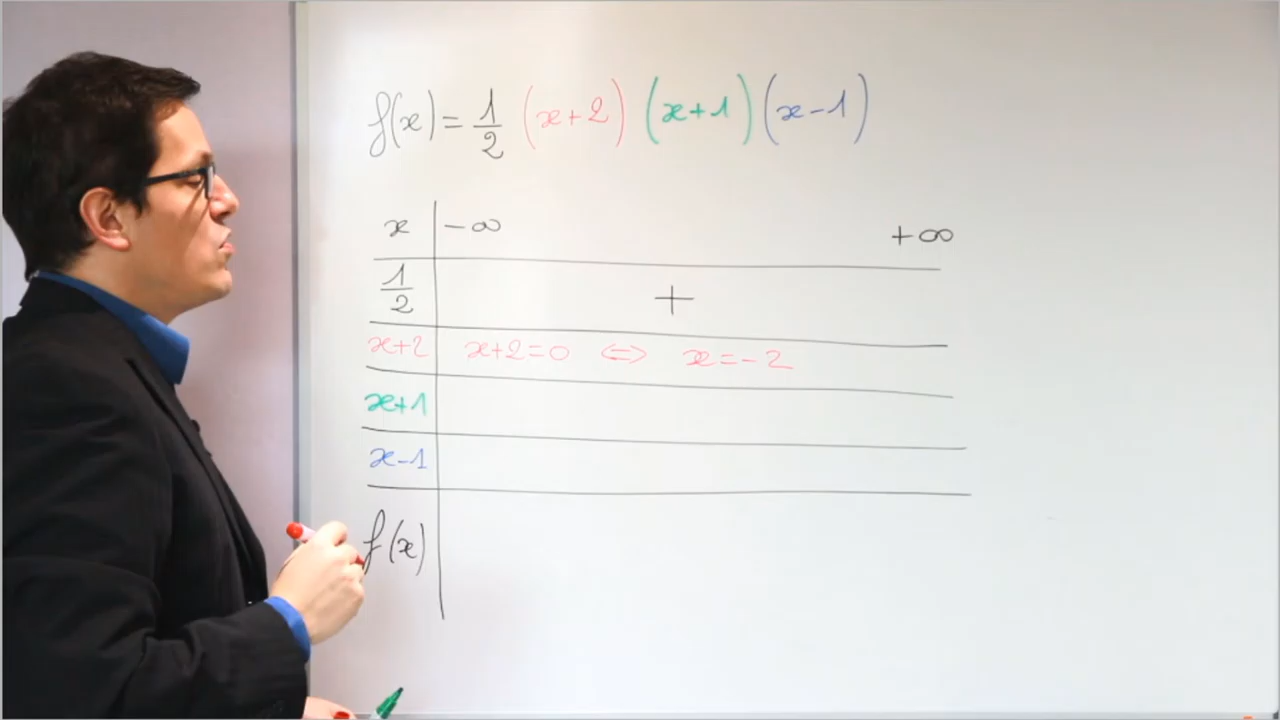 f(x) = 1/2 (x+2) (x+1) (x-1)
x -∞ +∞
1/2 +
x+2 x+2=0 ⇔ x=-2
x+1
x-1
f(x)